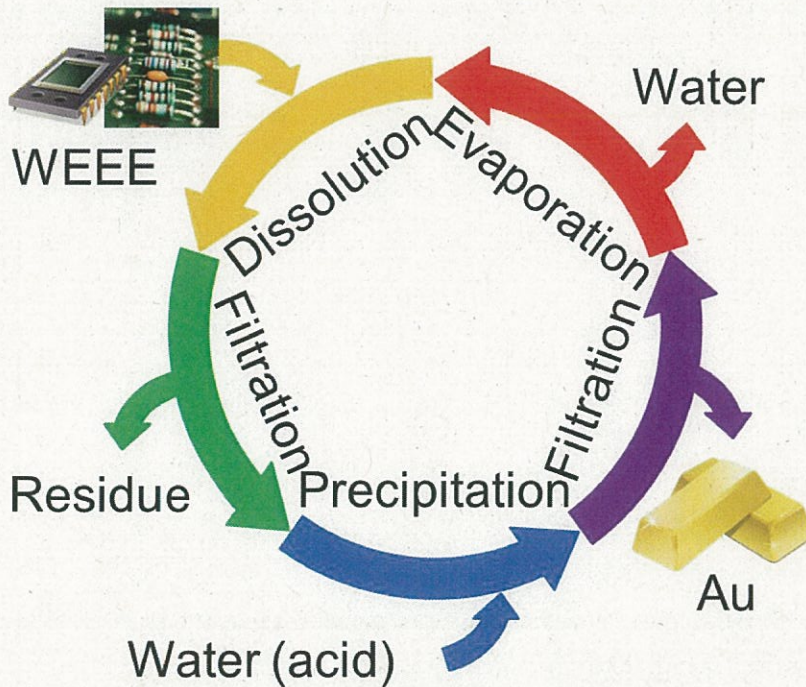 WEEE
Water
Dissolution
Evaporation
Filtration
Filtration
Residue
Precipitation
Au
Water (acid)